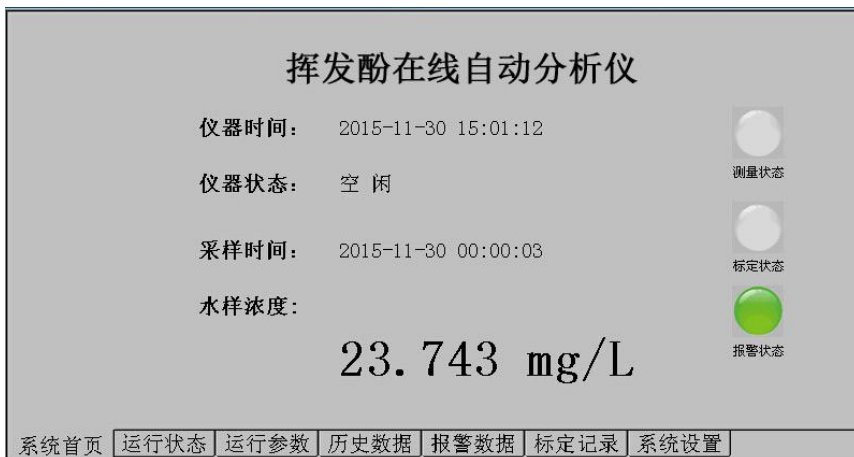 挥发酚在线自动分析仪
仪器时间: 2015-11-30 15:01:12
测量状态
仪器状态: 空 闲
采样时间: 2015-11-30 00:00:03
标定状态
水样浓度:
23.743 mg/L
报警状态
系统首页 运行状态 运行参数 历史数据 报警数据 标定记录 系统设置